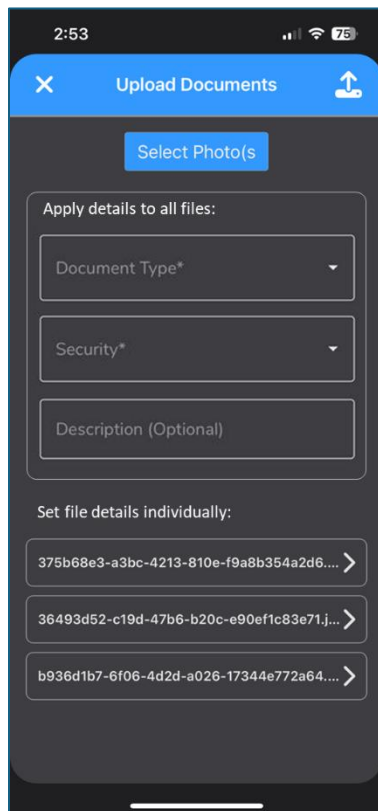 2:53
75
Upload Documents
Select Photo(s
Apply details to all files:
Document Type*
Security*
Description (Optional)
Set file details individually:
375b68e3-a3bc-4213-810e-f9a8b354a2d6....
36493d52-c19d-47b6-b20c-e90ef1c83e71.j...
b936d1b7-6f06-4d2d-a026-17344e772a64....